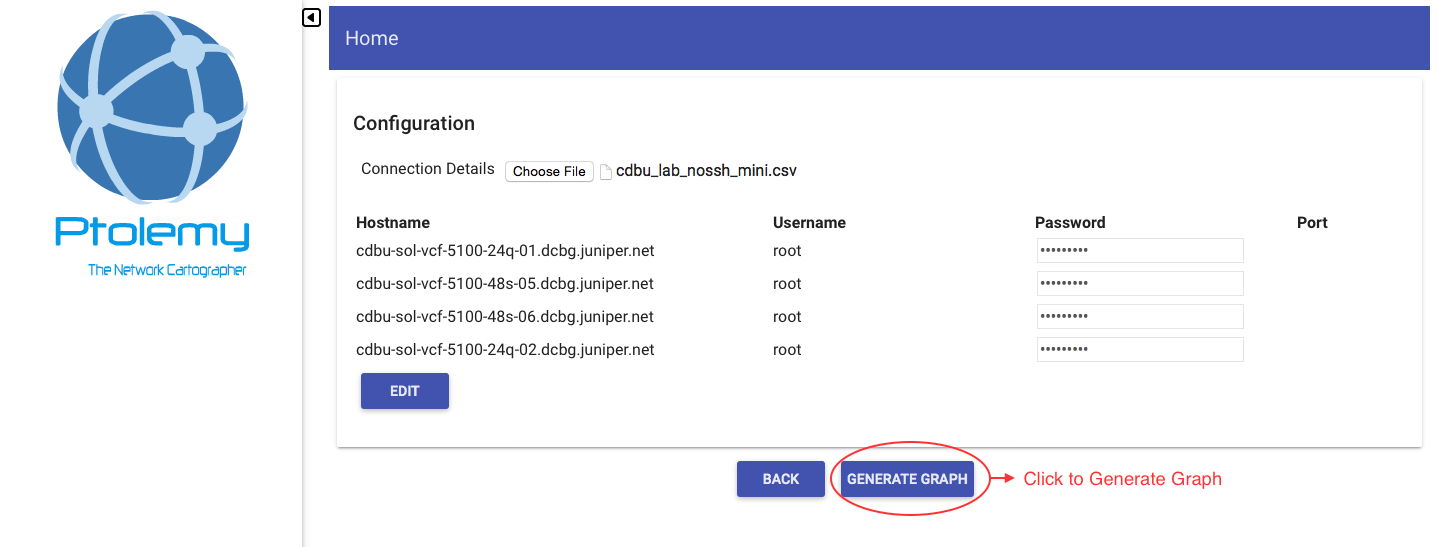 Ptolemy
The Network Cartographer
Home
Configuration
Connection Details Choose File cdbu_lab_nossh_mini.csv
Hostname Username Password Port
cdbu-sol-vcf-5100-24q-01.dcbg.juniper.net root •••••••••
cdbu-sol-vcf-5100-48s-05.dcbg.juniper.net root •••••••••
cdbu-sol-vcf-5100-48s-06.dcbg.juniper.net root •••••••••
cdbu-sol-vcf-5100-24q-02.dcbg.juniper.net root •••••••••
EDIT
BACK GENERATE GRAPH Click to Generate Graph